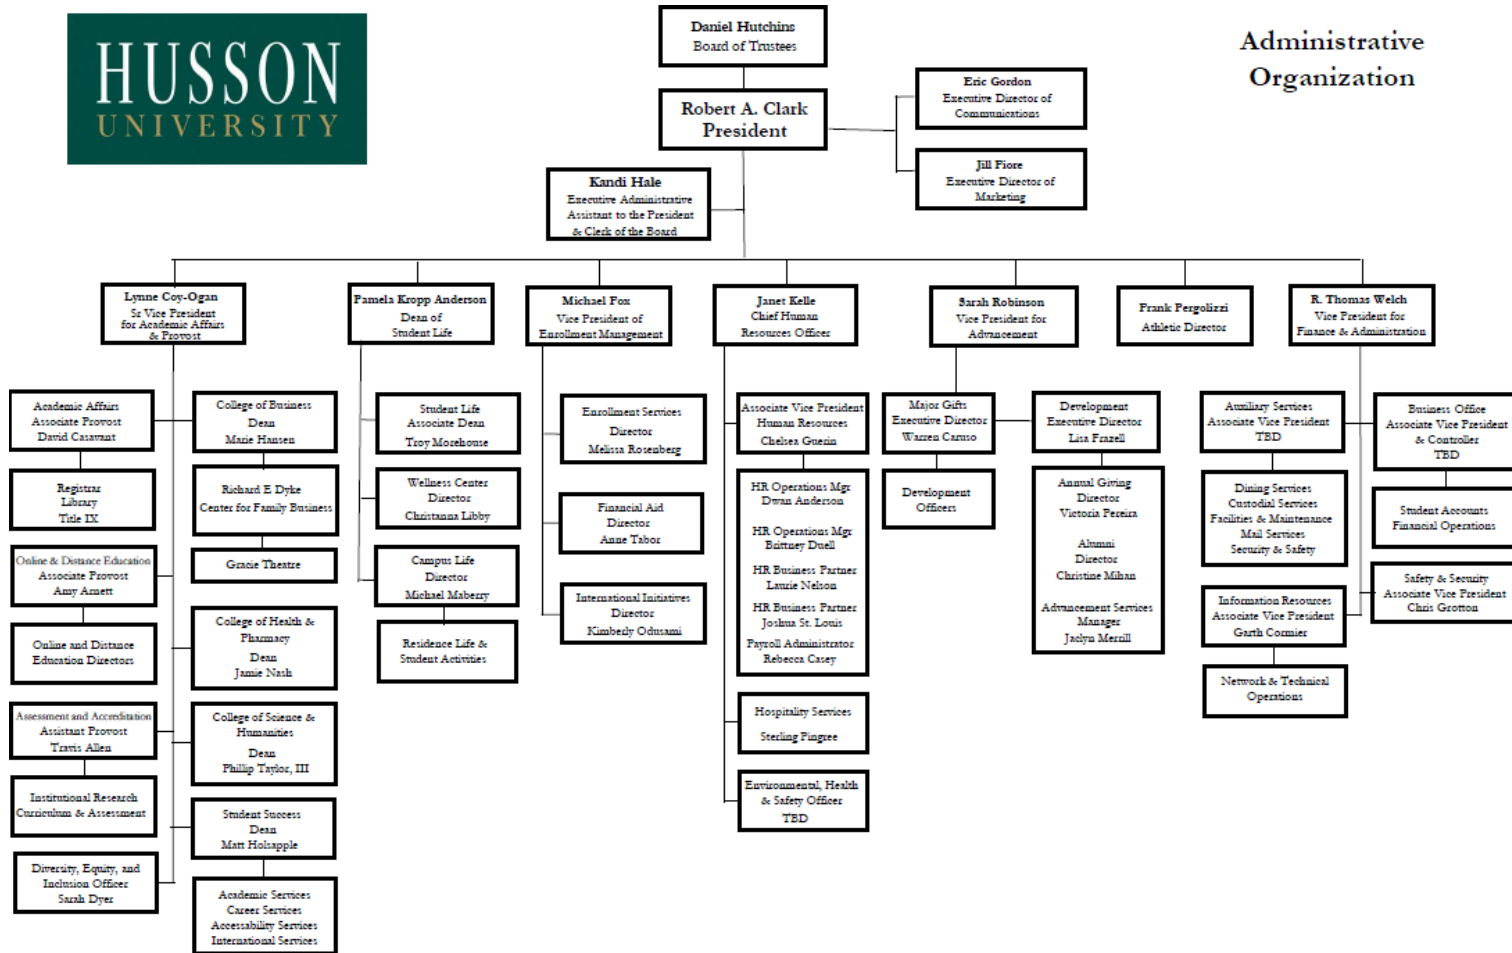 HUSSON
UNIVERSITY
Administrative
Organization
Daniel Hutchins
Board of Trustees
Robert A. Clark
President
Eric Gordon
Executive Director of
Communications
Jill Fiore
Executive Director of
Marketing
Kandi Hale
Executive Administrative
Assistant to the President
& Clerk of the Board
Lynne Coy-Ogan
Sr Vice President
for Academic Affairs
& Provost
Pamela Kropp Anderson
Dean of
Student Life
Michael Fox
Vice President of
Enrollment Management
Janet Kelle
Chief Human
Resources Officer
Sarah Robinson
Vice President for
Advancement
Frank Pergolizzi
Athletic Director
R. Thomas Welch
Vice President for
Finance & Administration
Academic Affairs
Associate Provost
David Casavant
Registrar
Library
Title IX
Online & Distance Education
Associate Provost
Amy Arnett
Online and Distance
Education Directors
Assessment and Accreditation
Assistant Provost
Travis Allen
Institutional Research
Curriculum & Assessment
Diversity, Equity, and
Inclusion Officer
Sarah Dyer
College of Business
Dean
Marie Hansen
Richard E Dyke
Center for Family Business
Gracie Theatre
College of Health &
Pharmacy
Dean
Jamie Nash
College of Science &
Humanities
Dean
Phillip Taylor, III
Student Success
Dean
Matt Holsapple
Academic Services
Career Services
Accessability Services
International Services
Student Life
Associate Dean
Troy Morehouse
Wellness Center
Director
Christanna Libby
Campus Life
Director
Michael Maberry
Residence Life &
Student Activities
Enrollment Services
Director
Melissa Rosenberg
Financial Aid
Director
Anne Tabor
International Initiatives
Director
Kimberly Odusami
Associate Vice President
Human Resources
Chelsea Guerin
HR Operations Mgr
Dwan Anderson
HR Operations Mgr
Brittney Duell
HR Business Partner
Laurie Nelson
HR Business Partner
Joshua St. Louis
Payroll Administrator
Rebecca Casey
Hospitality Services
Sterling Pingree
Environmental, Health
& Safety Officer
TBD
Major Gifts
Executive Director
Warren Caruso
Development
Officers
Development
Executive Director
Lisa Frazell
Annual Giving
Director
Victoria Pereira
Alumni
Director
Christine Mihan
Advancement Services
Manager
Jaclyn Merrill
Auxiliary Services
Associate Vice President
TBD
Dining Services
Custodial Services
Facilities & Maintenance
Mail Services
Security & Safety
Information Resources
Associate Vice President
Garth Cormier
Network & Technical
Operations
Business Office
Associate Vice President
& Controller
TBD
Student Accounts
Financial Operations
Safety & Security
Associate Vice President
Chris Grotton